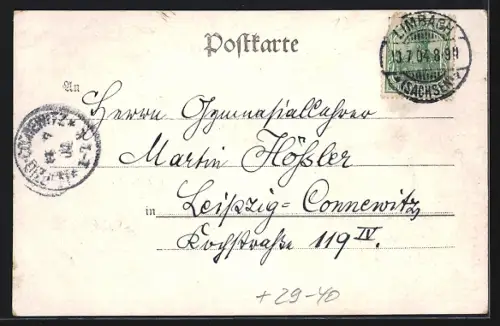 Postkarte
LIMBACH
13.7.04.8-9N
* (SACHSEN) *
An
Herrn Gymnasiallehrer
Martin Hößler
in Leipzig=Connewitz
Kochstraße 119 IV.
+29-40